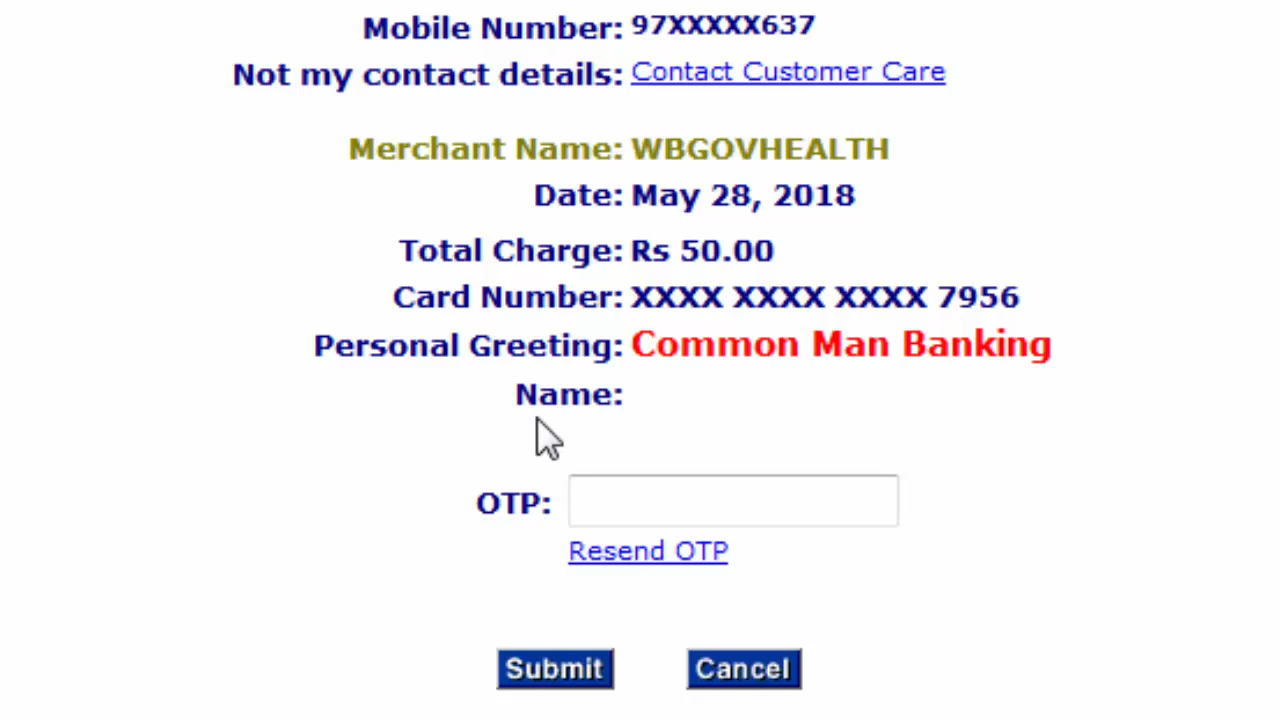 Mobile Number: 97XXXXX637
Not my contact details: Contact Customer Care
Merchant Name: WBGOVHEALTH
Date: May 28, 2018
Total Charge: Rs 50.00
Card Number: XXXX XXXX XXXX 7956
Personal Greeting: Common Man Banking
Name:
OTP:
Resend OTP
Submit Cancel